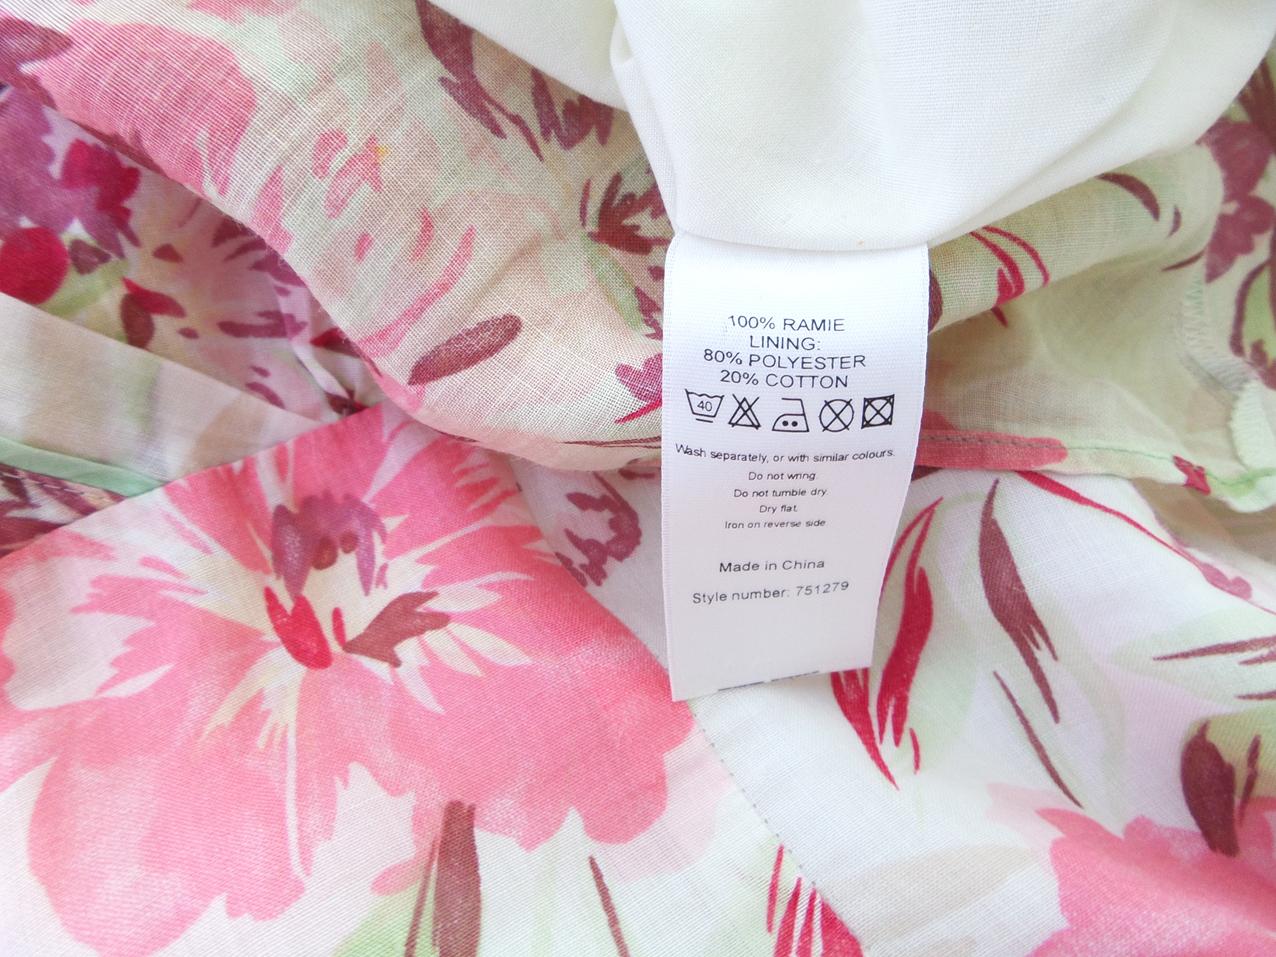 100% RAMIE
LINING:
80% POLYESTER
20% COTTON
40
Wash separately, or with similar colours.
Do not wring.
Do not tumble dry.
Dry flat.
Iron on reverse side
Made in China
Style number: 751279